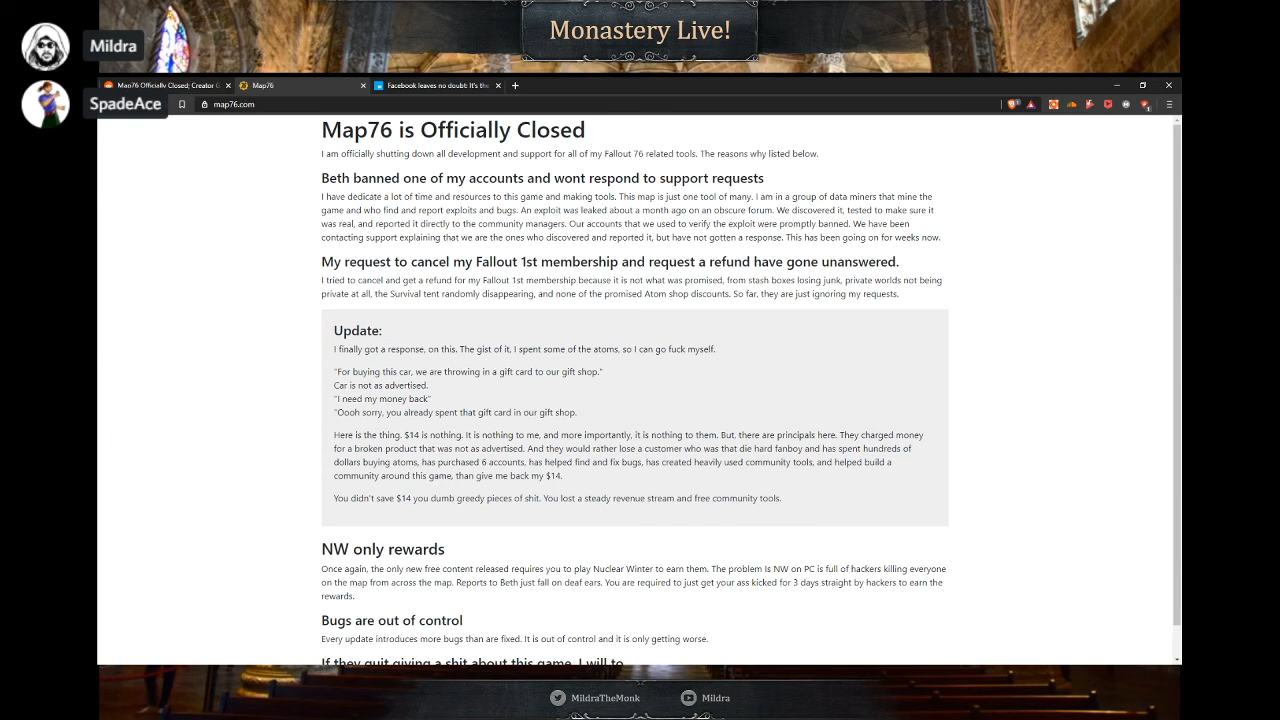 Monastery Live!
Mildra
SpadeAce
Map76 Officially Closed; Creator G
Map76
Facebook leaves no doubt: It's the
map76.com
Map76 is Officially Closed
I am officially shutting down all development and support for all of my Fallout 76 related tools. The reasons why listed below.
Beth banned one of my accounts and wont respond to support requests
I have dedicate a lot of time and resources to this game and making tools. This map is just one tool of many. I am in a group of data miners that mine the
game and who find and report exploits and bugs. An exploit was leaked about a month ago on an obscure forum. We discovered it, tested to make sure it
was real, and reported it directly to the community managers. Our accounts that we used to verify the exploit were promptly banned. We have been
contacting support explaining that we are the ones who discovered and reported it, but have not gotten a response. This has been going on for weeks now.
My request to cancel my Fallout 1st membership and request a refund have gone unanswered.
I tried to cancel and get a refund for my Fallout 1st membership because it is not what was promised, from stash boxes losing junk, private worlds not being
private at all, the Survival tent randomly disappearing, and none of the promised Atom shop discounts. So far, they are just ignoring my requests.
Update:
I finally got a response, on this. The gist of it, I spent some of the atoms, so I can go fuck myself.
"For buying this car, we are throwing in a gift card to our gift shop."
Car is not as advertised.
"I need my money back"
"Oooh sorry, you already spent that gift card in our gift shop.
Here is the thing. $14 is nothing. It is nothing to me, and more importantly, it is nothing to them. But, there are principals here. They charged money
for a broken product that was not as advertised. And they would rather lose a customer who was that die hard fanboy and has spent hundreds of
dollars buying atoms, has purchased 6 accounts, has helped find and fix bugs, has created heavily used community tools, and helped build a
community around this game, than give me back my $14.
You didn't save $14 you dumb greedy pieces of shit. You lost a steady revenue stream and free community tools.
NW only rewards
Once again, the only new free content released requires you to play Nuclear Winter to earn them. The problem Is NW on PC is full of hackers killing everyone
on the map from across the map. Reports to Beth just fall on deaf ears. You are required to just get your ass kicked for 3 days straight by hackers to earn the
rewards.
Bugs are out of control
Every update introduces more bugs than are fixed. It is out of control and it is only getting worse.
If they quit giving a shit about this game, I will to
MildraTheMonk
Mildra